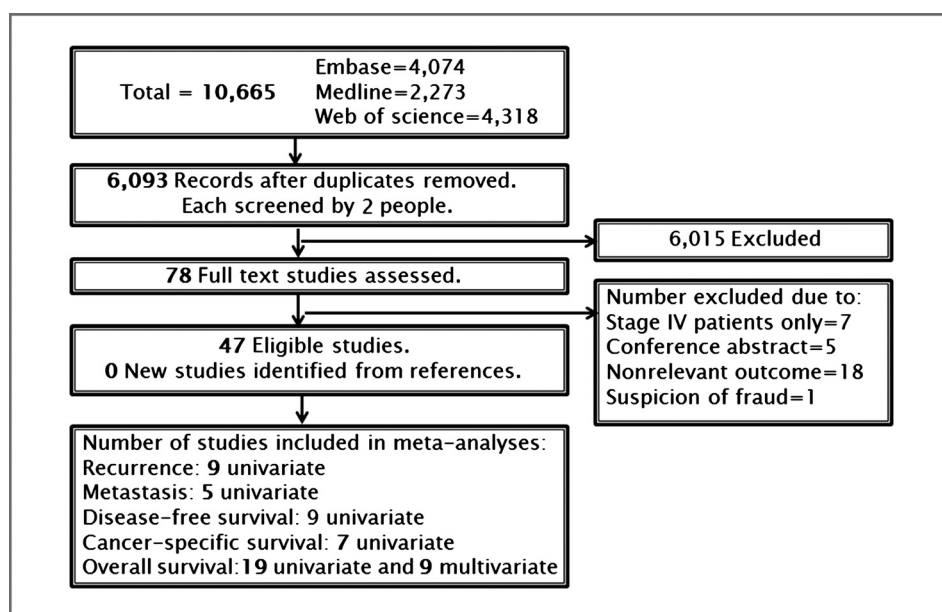 Total = 10,665
Embase=4,074
Medline=2,273
Web of science=4,318
6,093 Records after duplicates removed.
Each screened by 2 people.
6,015 Excluded
78 Full text studies assessed.
Number excluded due to:
Stage IV patients only=7
Conference abstract=5
Nonrelevant outcome=18
Suspicion of fraud=1
47 Eligible studies.
0 New studies identified from references.
Number of studies included in meta-analyses:
Recurrence: 9 univariate
Metastasis: 5 univariate
Disease-free survival: 9 univariate
Cancer-specific survival: 7 univariate
Overall survival:19 univariate and 9 multivariate